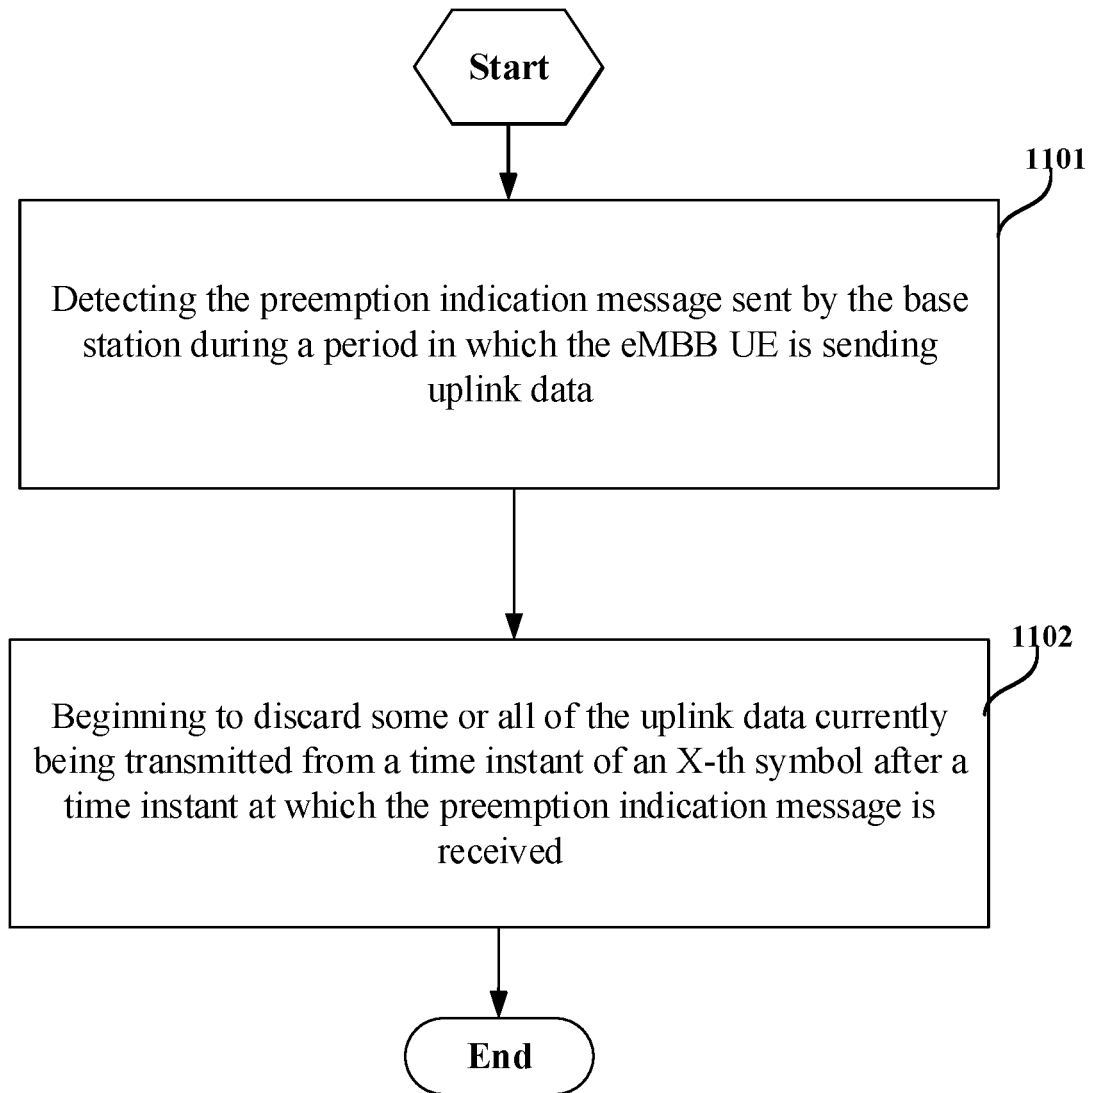 Start
1101
Detecting the preemption indication message sent by the base
station during a period in which the eMBB UE is sending
uplink data
1102
Beginning to discard some or all of the uplink data currently
being transmitted from a time instant of an X-th symbol after a
time instant at which the preemption indication message is
received
End